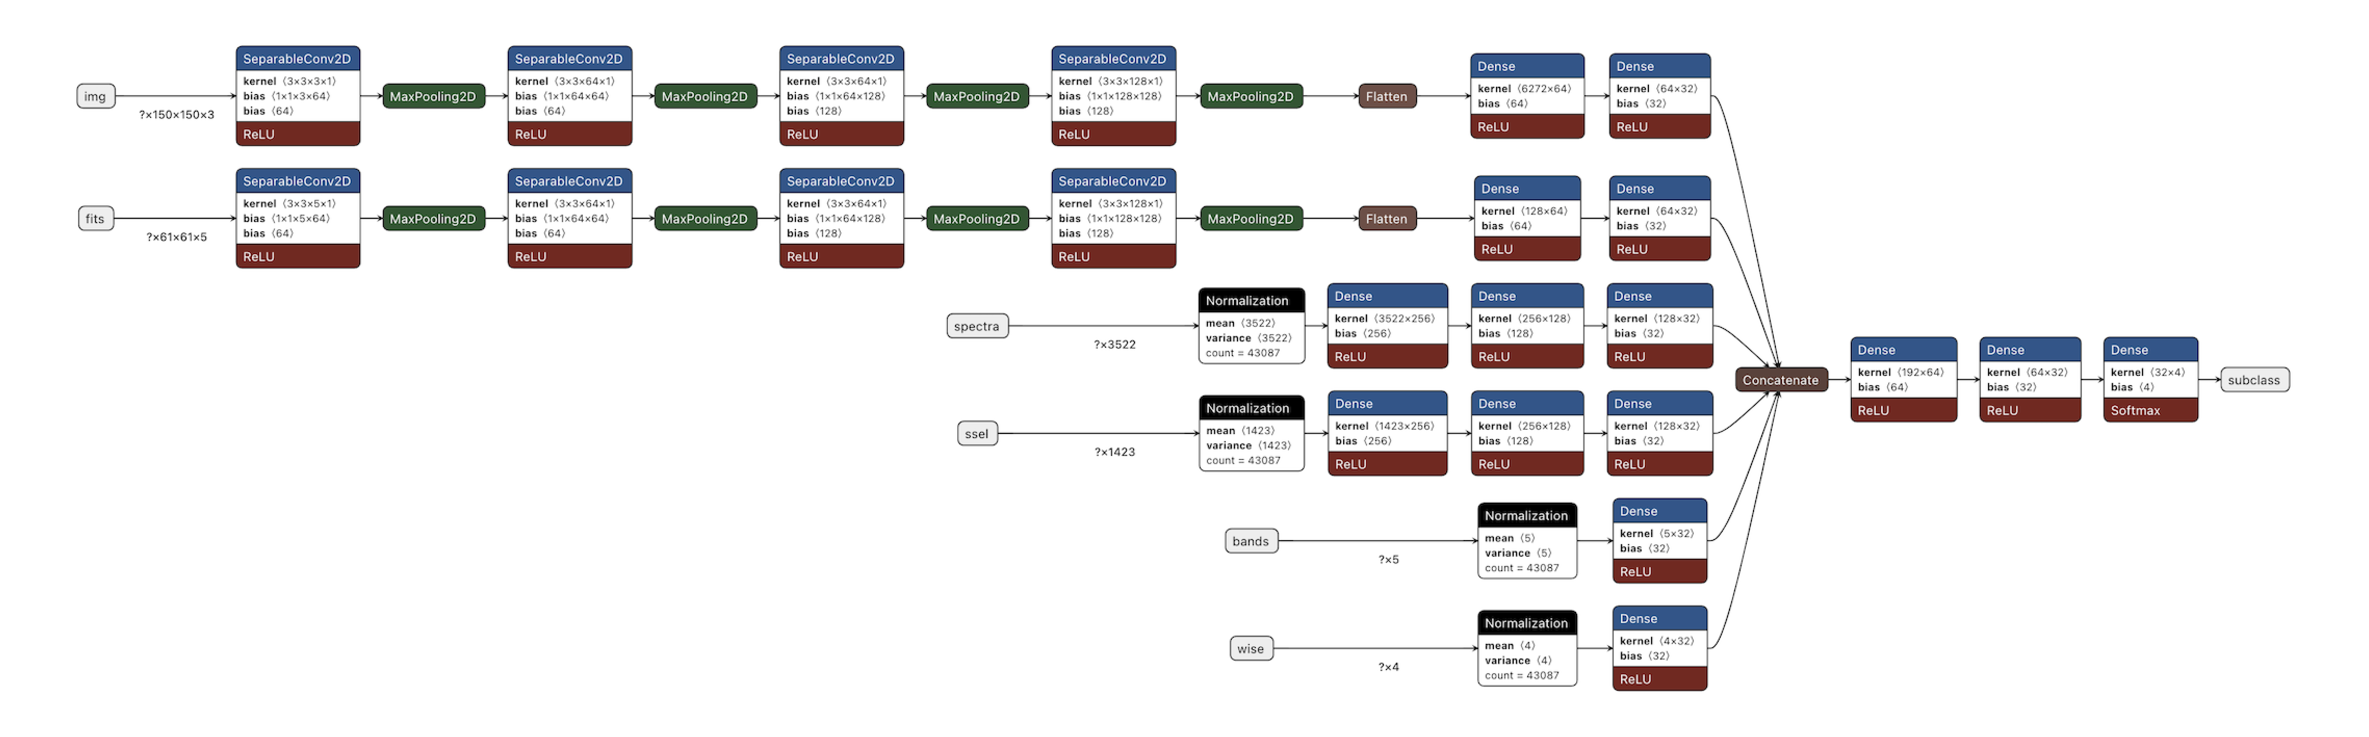 img
?×150×150×3
SeparableConv2D
kernel ⟨3×3×3×1⟩
bias ⟨1×1×3×64⟩
bias ⟨64⟩
ReLU
MaxPooling2D
SeparableConv2D
kernel ⟨3×3×64×1⟩
bias ⟨1×1×64×64⟩
bias ⟨64⟩
ReLU
MaxPooling2D
SeparableConv2D
kernel ⟨3×3×64×1⟩
bias ⟨1×1×64×128⟩
bias ⟨128⟩
ReLU
MaxPooling2D
SeparableConv2D
kernel ⟨3×3×128×1⟩
bias ⟨1×1×128×128⟩
bias ⟨128⟩
ReLU
MaxPooling2D
Flatten
Dense
kernel ⟨6272×64⟩
bias ⟨64⟩
ReLU
Dense
kernel ⟨64×32⟩
bias ⟨32⟩
ReLU
fits
?×61×61×5
SeparableConv2D
kernel ⟨3×3×5×1⟩
bias ⟨1×1×5×64⟩
bias ⟨64⟩
ReLU
MaxPooling2D
SeparableConv2D
kernel ⟨3×3×64×1⟩
bias ⟨1×1×64×64⟩
bias ⟨64⟩
ReLU
MaxPooling2D
SeparableConv2D
kernel ⟨3×3×64×1⟩
bias ⟨1×1×64×128⟩
bias ⟨128⟩
ReLU
MaxPooling2D
SeparableConv2D
kernel ⟨3×3×128×1⟩
bias ⟨1×1×128×128⟩
bias ⟨128⟩
ReLU
MaxPooling2D
Flatten
Dense
kernel ⟨128×64⟩
bias ⟨64⟩
ReLU
Dense
kernel ⟨64×32⟩
bias ⟨32⟩
ReLU
spectra
?×3522
Normalization
mean ⟨3522⟩
variance ⟨3522⟩
count = 43087
Dense
kernel ⟨3522×256⟩
bias ⟨256⟩
ReLU
Dense
kernel ⟨256×128⟩
bias ⟨128⟩
ReLU
Dense
kernel ⟨128×32⟩
bias ⟨32⟩
ReLU
ssel
?×1423
Normalization
mean ⟨1423⟩
variance ⟨1423⟩
count = 43087
Dense
kernel ⟨1423×256⟩
bias ⟨256⟩
ReLU
Dense
kernel ⟨256×128⟩
bias ⟨128⟩
ReLU
Dense
kernel ⟨128×32⟩
bias ⟨32⟩
ReLU
bands
?×5
Normalization
mean ⟨5⟩
variance ⟨5⟩
count = 43087
Dense
kernel ⟨5×32⟩
bias ⟨32⟩
ReLU
wise
?×4
Normalization
mean ⟨4⟩
variance ⟨4⟩
count = 43087
Dense
kernel ⟨4×32⟩
bias ⟨32⟩
ReLU
Concatenate
Dense
kernel ⟨192×64⟩
bias ⟨64⟩
ReLU
Dense
kernel ⟨64×32⟩
bias ⟨32⟩
ReLU
Dense
kernel ⟨32×4⟩
bias ⟨4⟩
Softmax
subclass